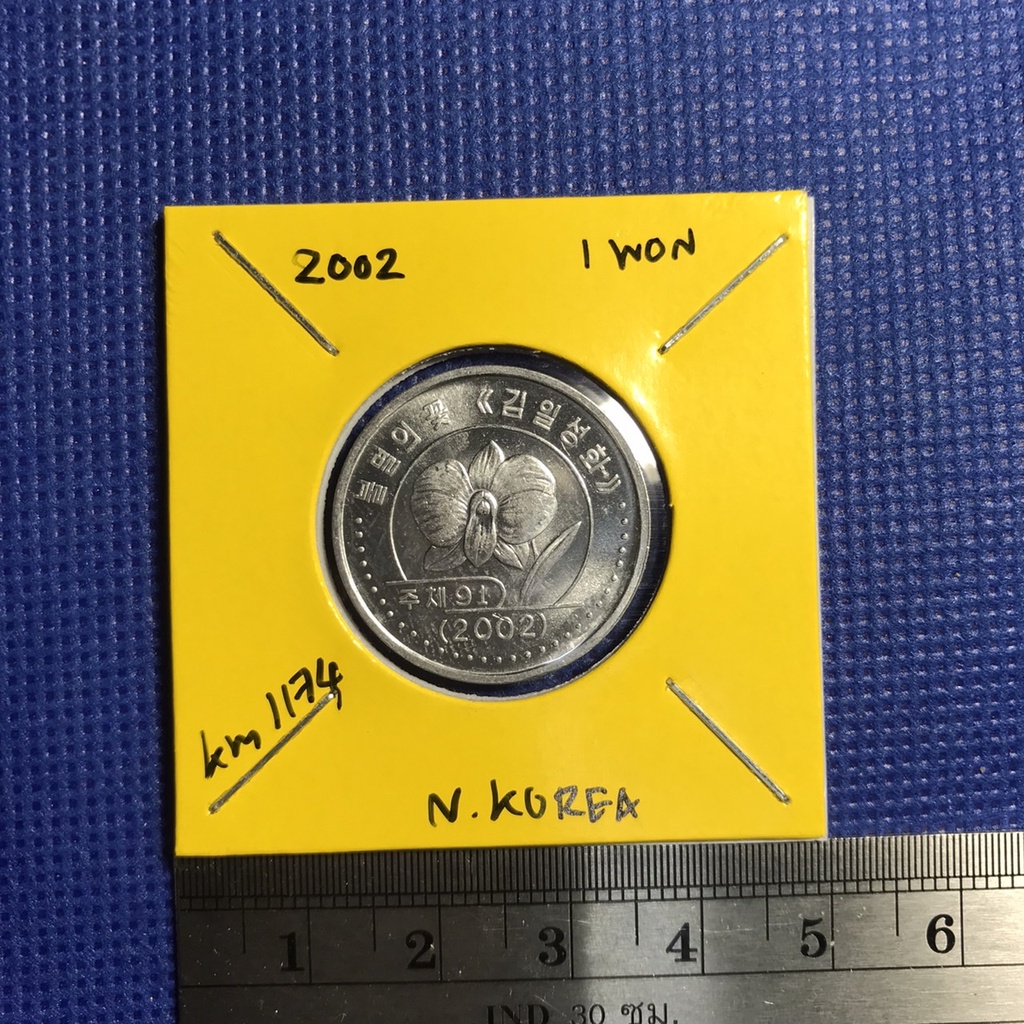 2002
1 WON
불멸의 꽃 《김일성화》
주체91
(2002)
km 1174
N. KOREA
1 2 3 4 5 6
IND 30 ซม.